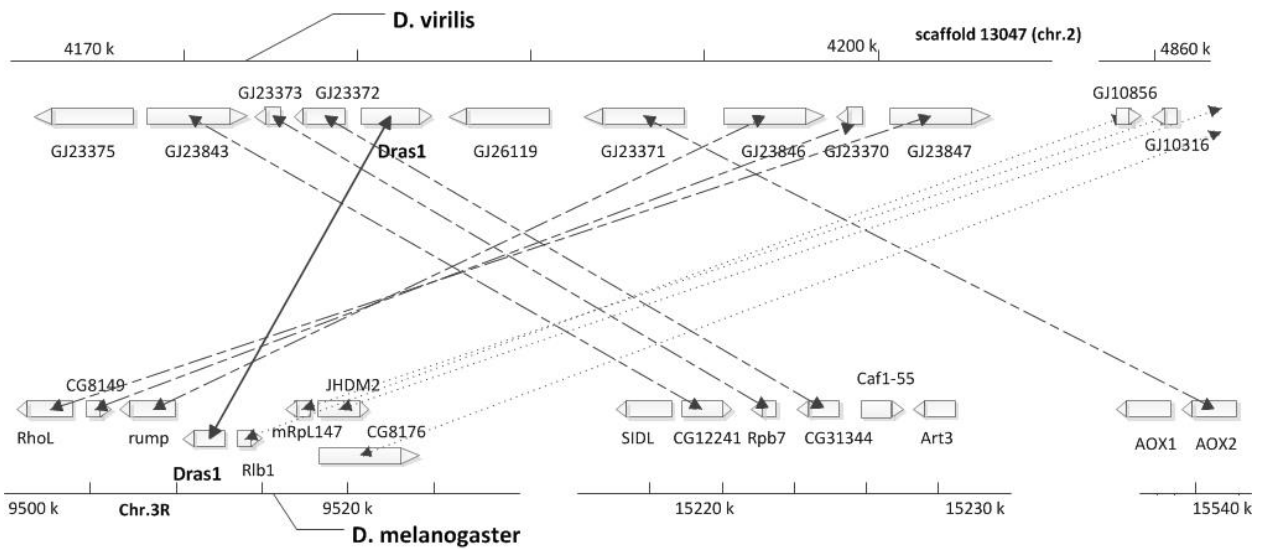 D. virilis
4170 k
4200 k
scaffold 13047 (chr.2)
4860 k
GJ23373 GJ23372
GJ10856
GJ23375
GJ23843
Dras1
GJ26119
GJ23371
GJ23846
GJ23370
GJ23847
GJ10316
CG8149
JHDM2
Caf1-55
RhoL
rump
mRpL147
CG8176
SIDL
CG12241
Rpb7
CG31344
Art3
AOX1
AOX2
Dras1
Rlb1
9500 k
Chr.3R
9520 k
15220 k
15230 k
15540 k
D. melanogaster